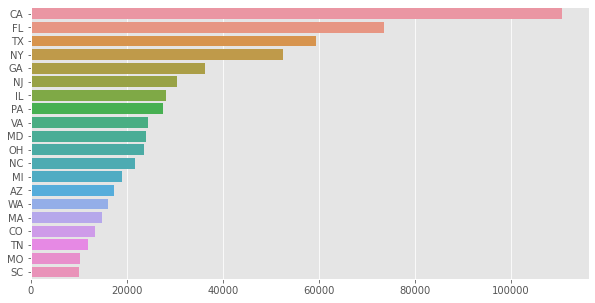 CA
FL
TX
NY
GA
NJ
IL
PA
VA
MD
OH
NC
MI
AZ
WA
MA
CO
TN
MO
SC
0 20000 40000 60000 80000 100000